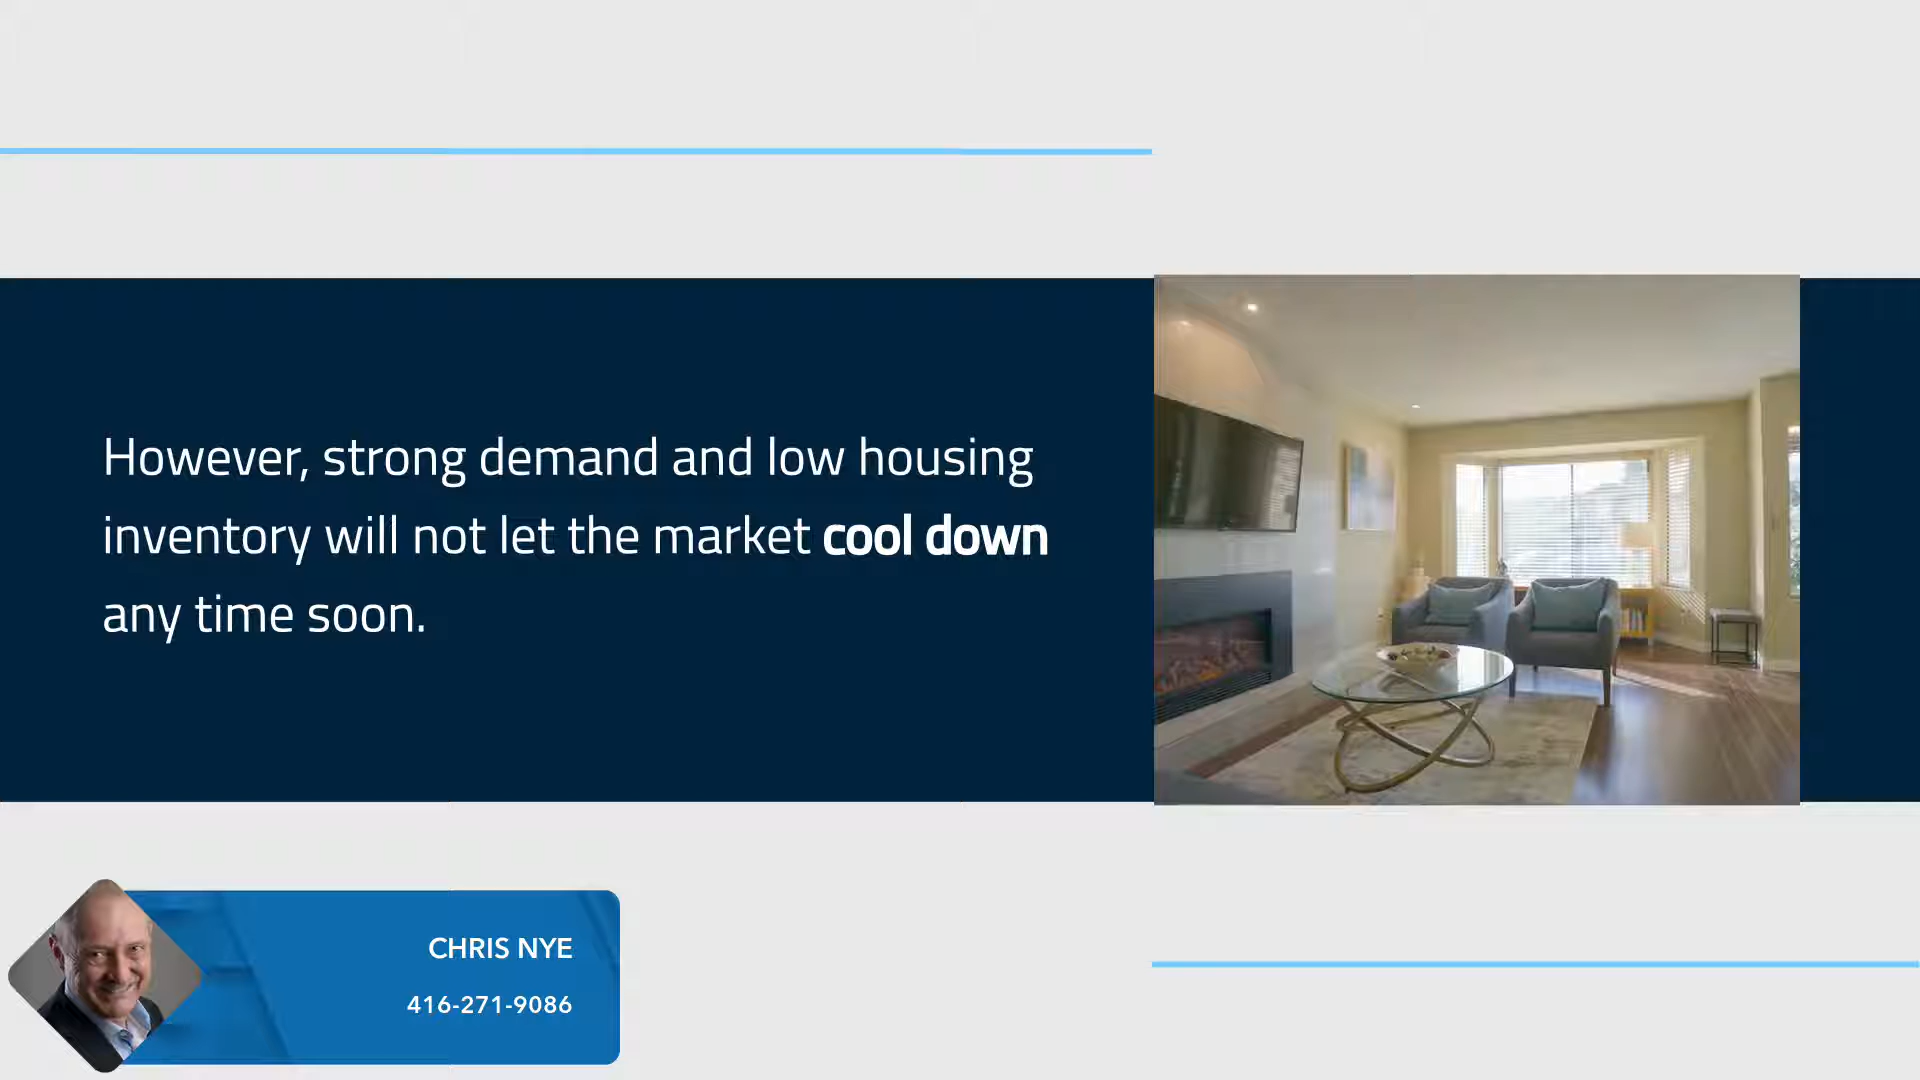 However, strong demand and low housing
inventory will not let the market cool down
any time soon.
CHRIS NYE
416-271-9086